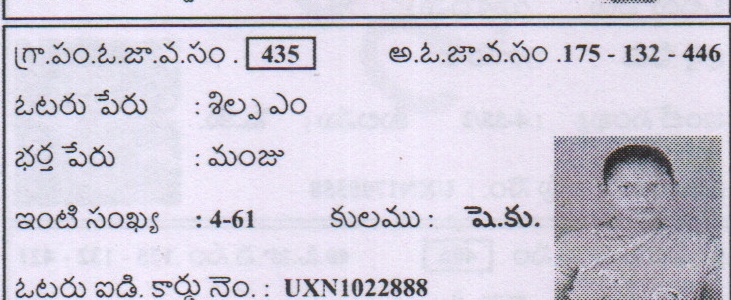 గ్రా.పం.ఓ.జా.వ.సం . 435 అ.ఓ.జా.వ.సం .175 - 132 - 446
ఓటరు పేరు : శిల్ప ఎం
భర్త పేరు : మంజు
ఇంటి సంఖ్య : 4-61 కులము : షె.కు.
ఓటరు ఐడి. కార్డు నెం. : UXN1022888